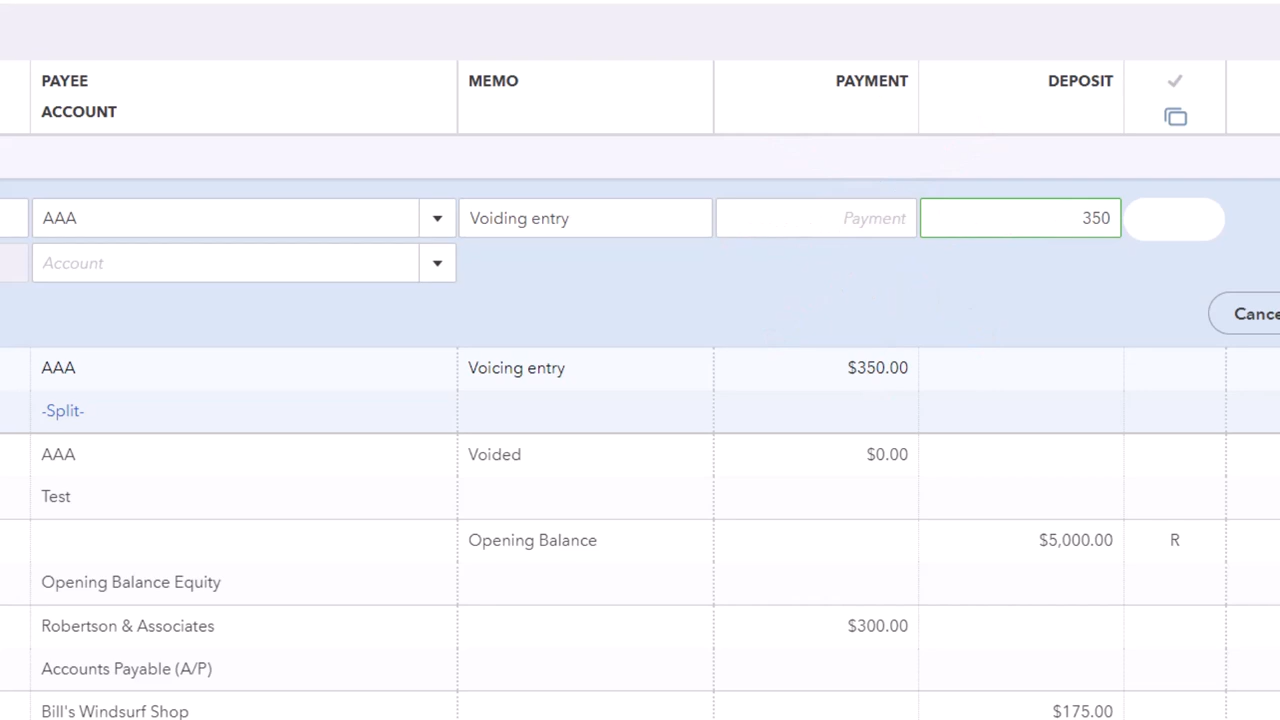 PAYEE MEMO PAYMENT DEPOSIT
ACCOUNT
AAA Voiding entry Payment 350
Account
Cance
AAA Voicing entry $350.00
-Split-
AAA Voided $0.00
Test
Opening Balance $5,000.00 R
Opening Balance Equity
Robertson & Associates $300.00
Accounts Payable (A/P)
Bill's Windsurf Shop $175.00